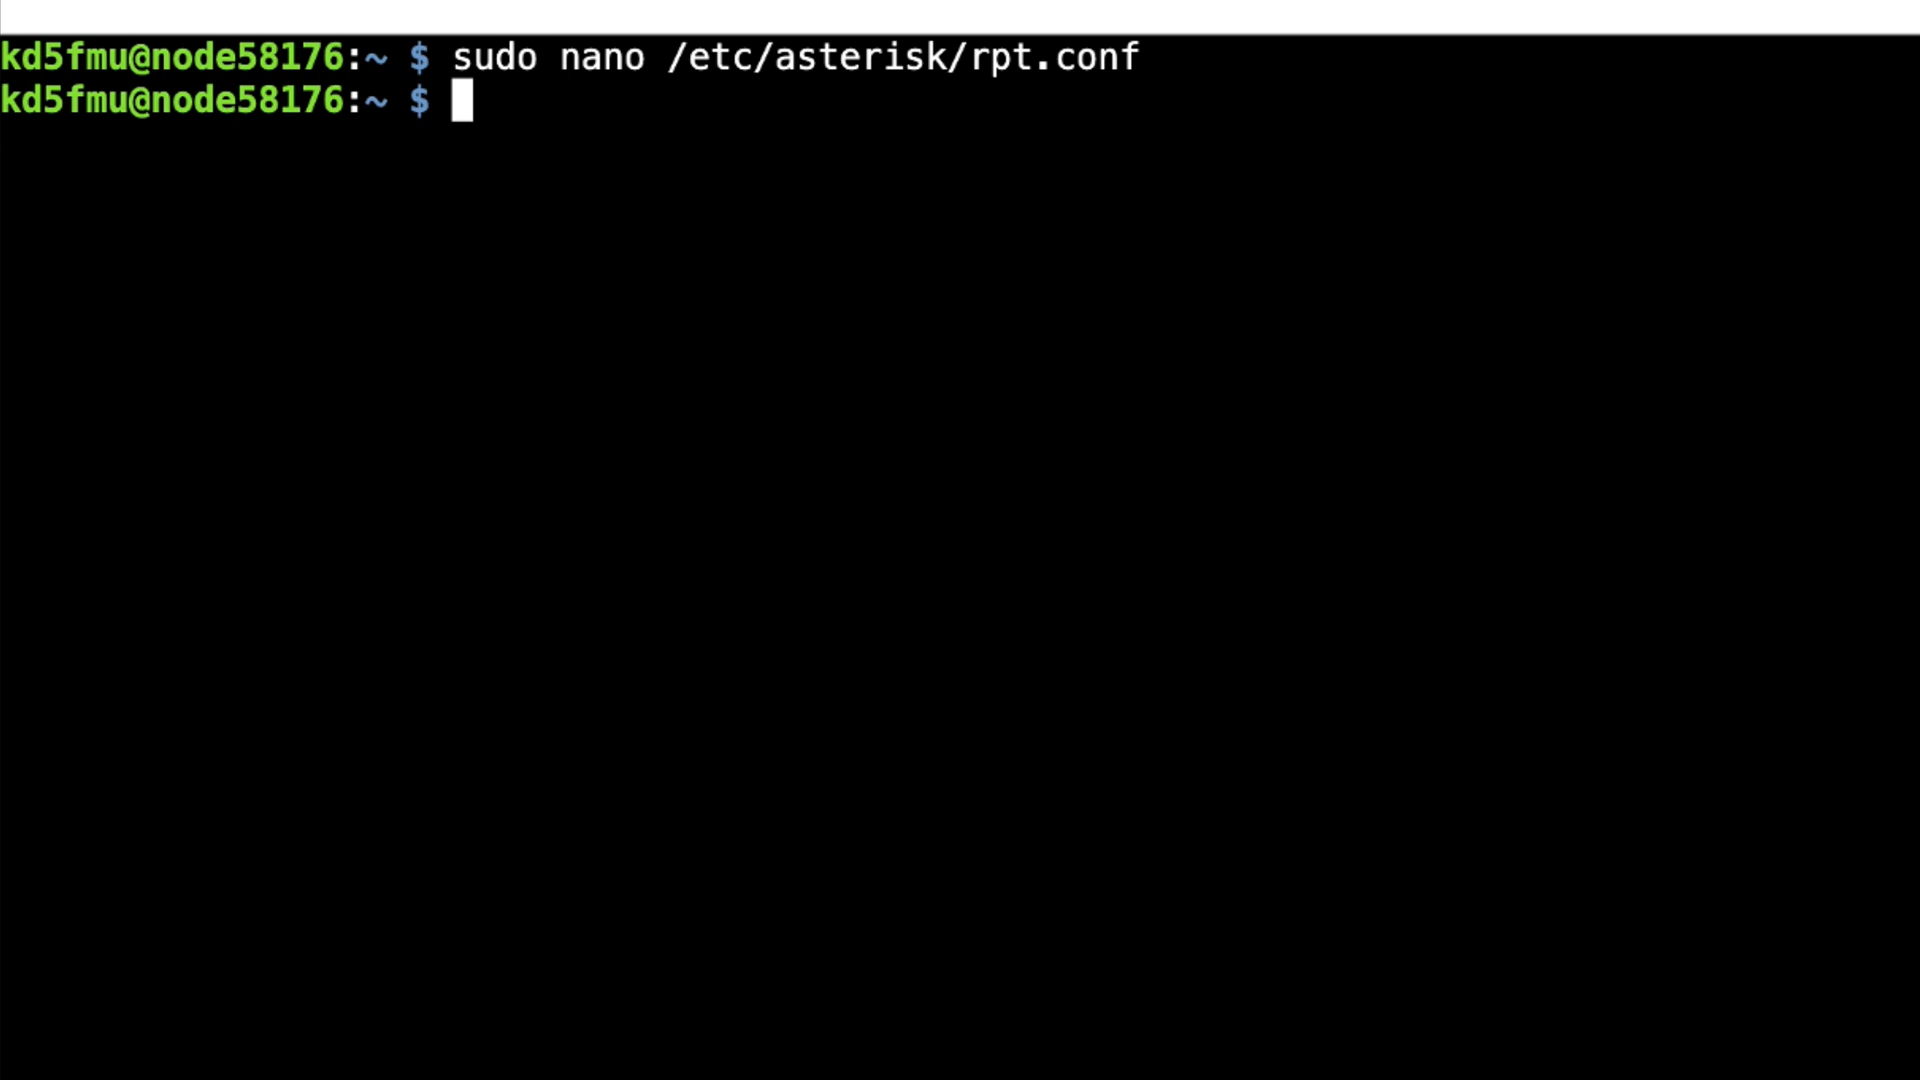 kd5fmu@node58176:~ $ sudo nano /etc/asterisk/rpt.conf
kd5fmu@node58176:~ $